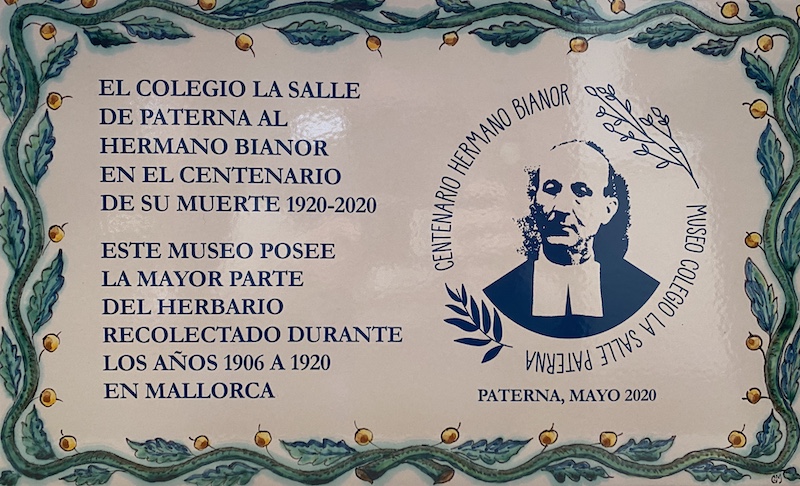 EL COLEGIO LA SALLE
DE PATERNA AL
HERMANO BIANOR
EN EL CENTENARIO
DE SU MUERTE 1920-2020
ESTE MUSEO POSEE
LA MAYOR PARTE
DEL HERBARIO
RECOLECTADO DURANTE
LOS AÑOS 1906 A 1920
EN MALLORCA
CENTENARIO HERMANO BIANOR
MUSEO COLEGIO LA SALLE PATERNA
PATERNA, MAYO 2020